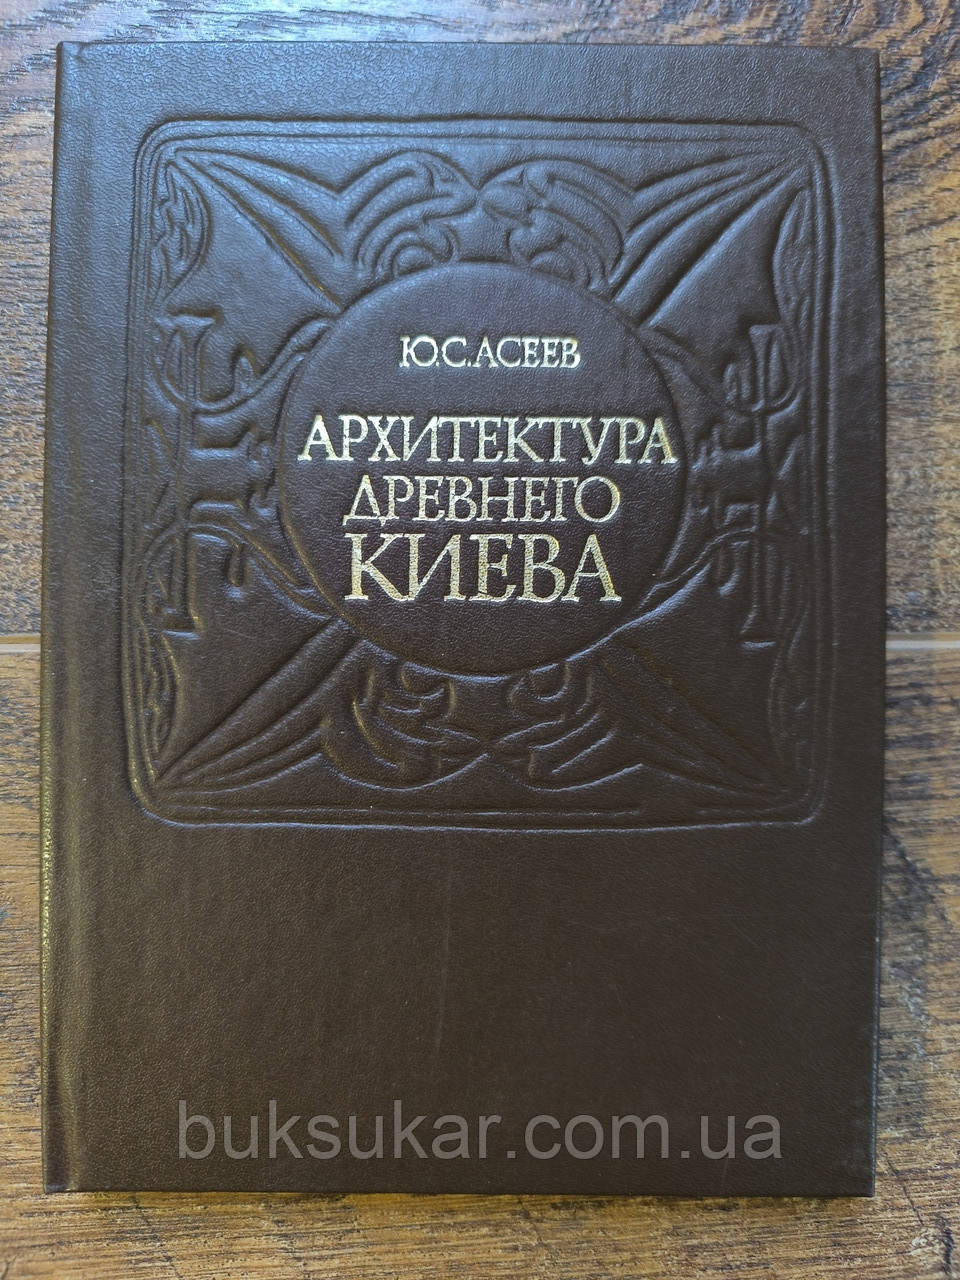 Ю.С.АСЕЕВ
АРХИТЕКТУРА
ДРЕВНЕГО
КИЕВА
buksukar.com.ua